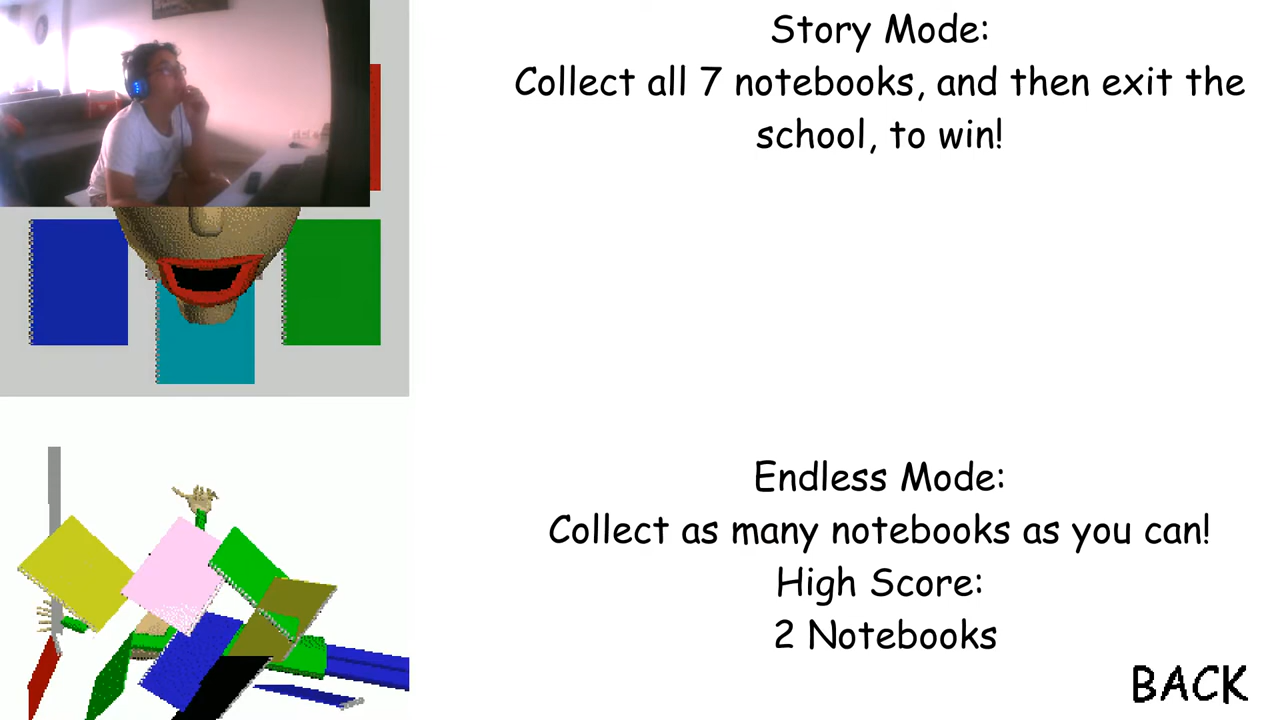 Story Mode:
Collect all 7 notebooks, and then exit the
school, to win!
Endless Mode:
Collect as many notebooks as you can!
High Score:
2 Notebooks
BACK